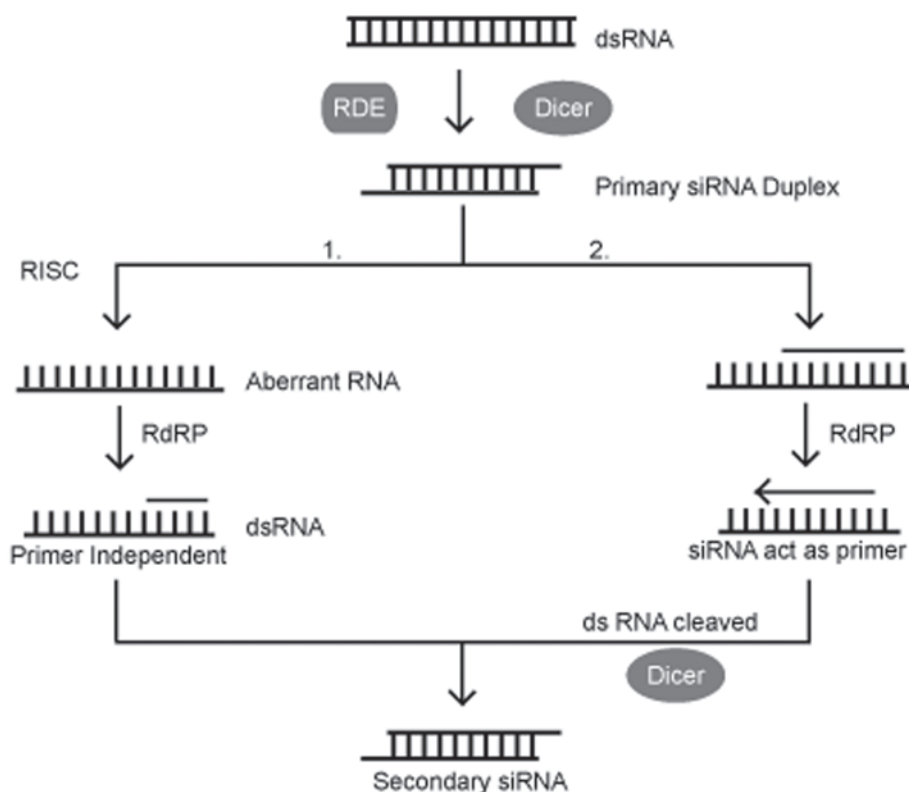 dsRNA
RDE
Dicer
Primary siRNA Duplex
1.
2.
RISC
Aberrant RNA
RdRP
RdRP
dsRNA
Primer Independent
siRNA act as primer
ds RNA cleaved
Dicer
Secondary siRNA